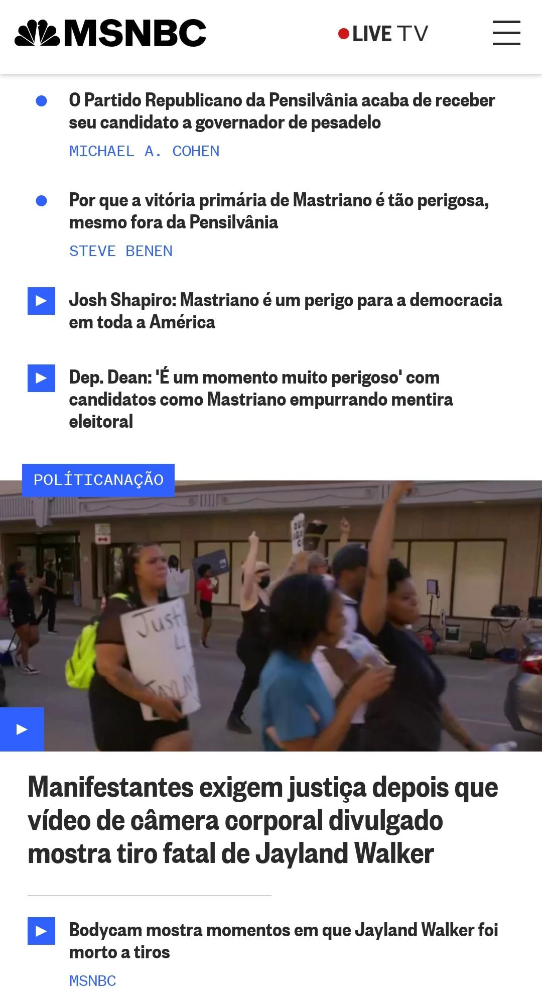 MSNBC
LIVE TV
O Partido Republicano da Pensilvânia acaba de receber
seu candidato a governador de pesadelo
MICHAEL A. COHEN
Por que a vitória primária de Mastriano é tão perigosa,
mesmo fora da Pensilvânia
STEVE BENEN
Josh Shapiro: Mastriano é um perigo para a democracia
em toda a América
Dep. Dean: 'É um momento muito perigoso' com
candidatos como Mastriano empurrando mentira
eleitoral
POLÍTICANAÇÃO
Manifestantes exigem justiça depois que
vídeo de câmera corporal divulgado
mostra tiro fatal de Jayland Walker
Bodycam mostra momentos em que Jayland Walker foi
morto a tiros
MSNBC